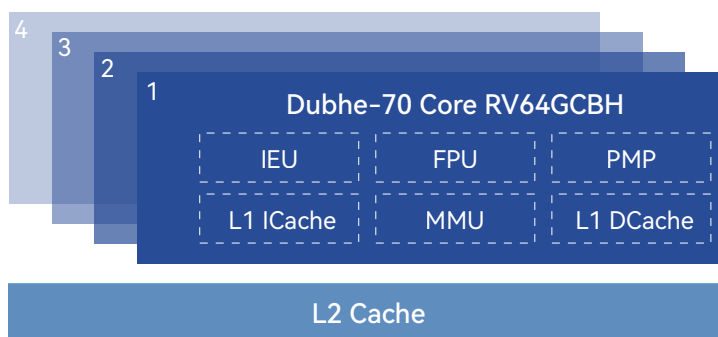 4
3
2
1
Dubhe-70 Core RV64GCBH
IEU FPU PMP
L1 ICache MMU L1 DCache
L2 Cache